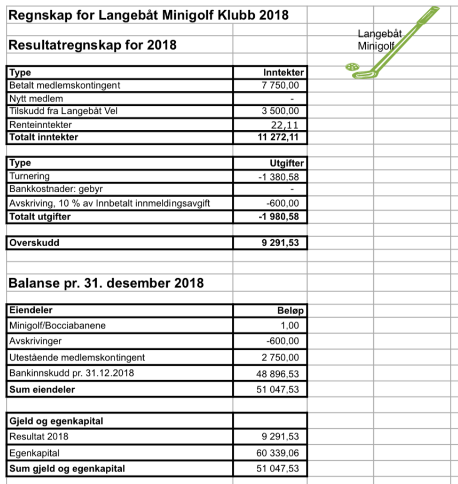 Regnskap for Langebåt Minigolf Klubb 2018
Langebåt
Minigolf
Resultatregnskap for 2018
Type Inntekter
Betalt medlemskontingent 7 750,00
Nytt medlem -
Tilskudd fra Langebåt Vel 3 500,00
Renteinntekter 22,11
Totalt inntekter 11 272,11
Type Utgifter
Turnering -1 380,58
Bankkostnader: gebyr -
Avskriving, 10 % av Innbetalt innmeldingsavgift -600,00
Totalt utgifter -1 980,58
Overskudd 9 291,53
Balanse pr. 31. desember 2018
Eiendeler Beløp
Minigolf/Bocciabanene 1,00
Avskrivinger -600,00
Utestående medlemskontingent 2 750,00
Bankinnskudd pr. 31.12.2018 48 896,53
Sum eiendeler 51 047,53
Gjeld og egenkapital
Resultat 2018 9 291,53
Egenkapital 60 339,06
Sum gjeld og egenkapital 51 047,53